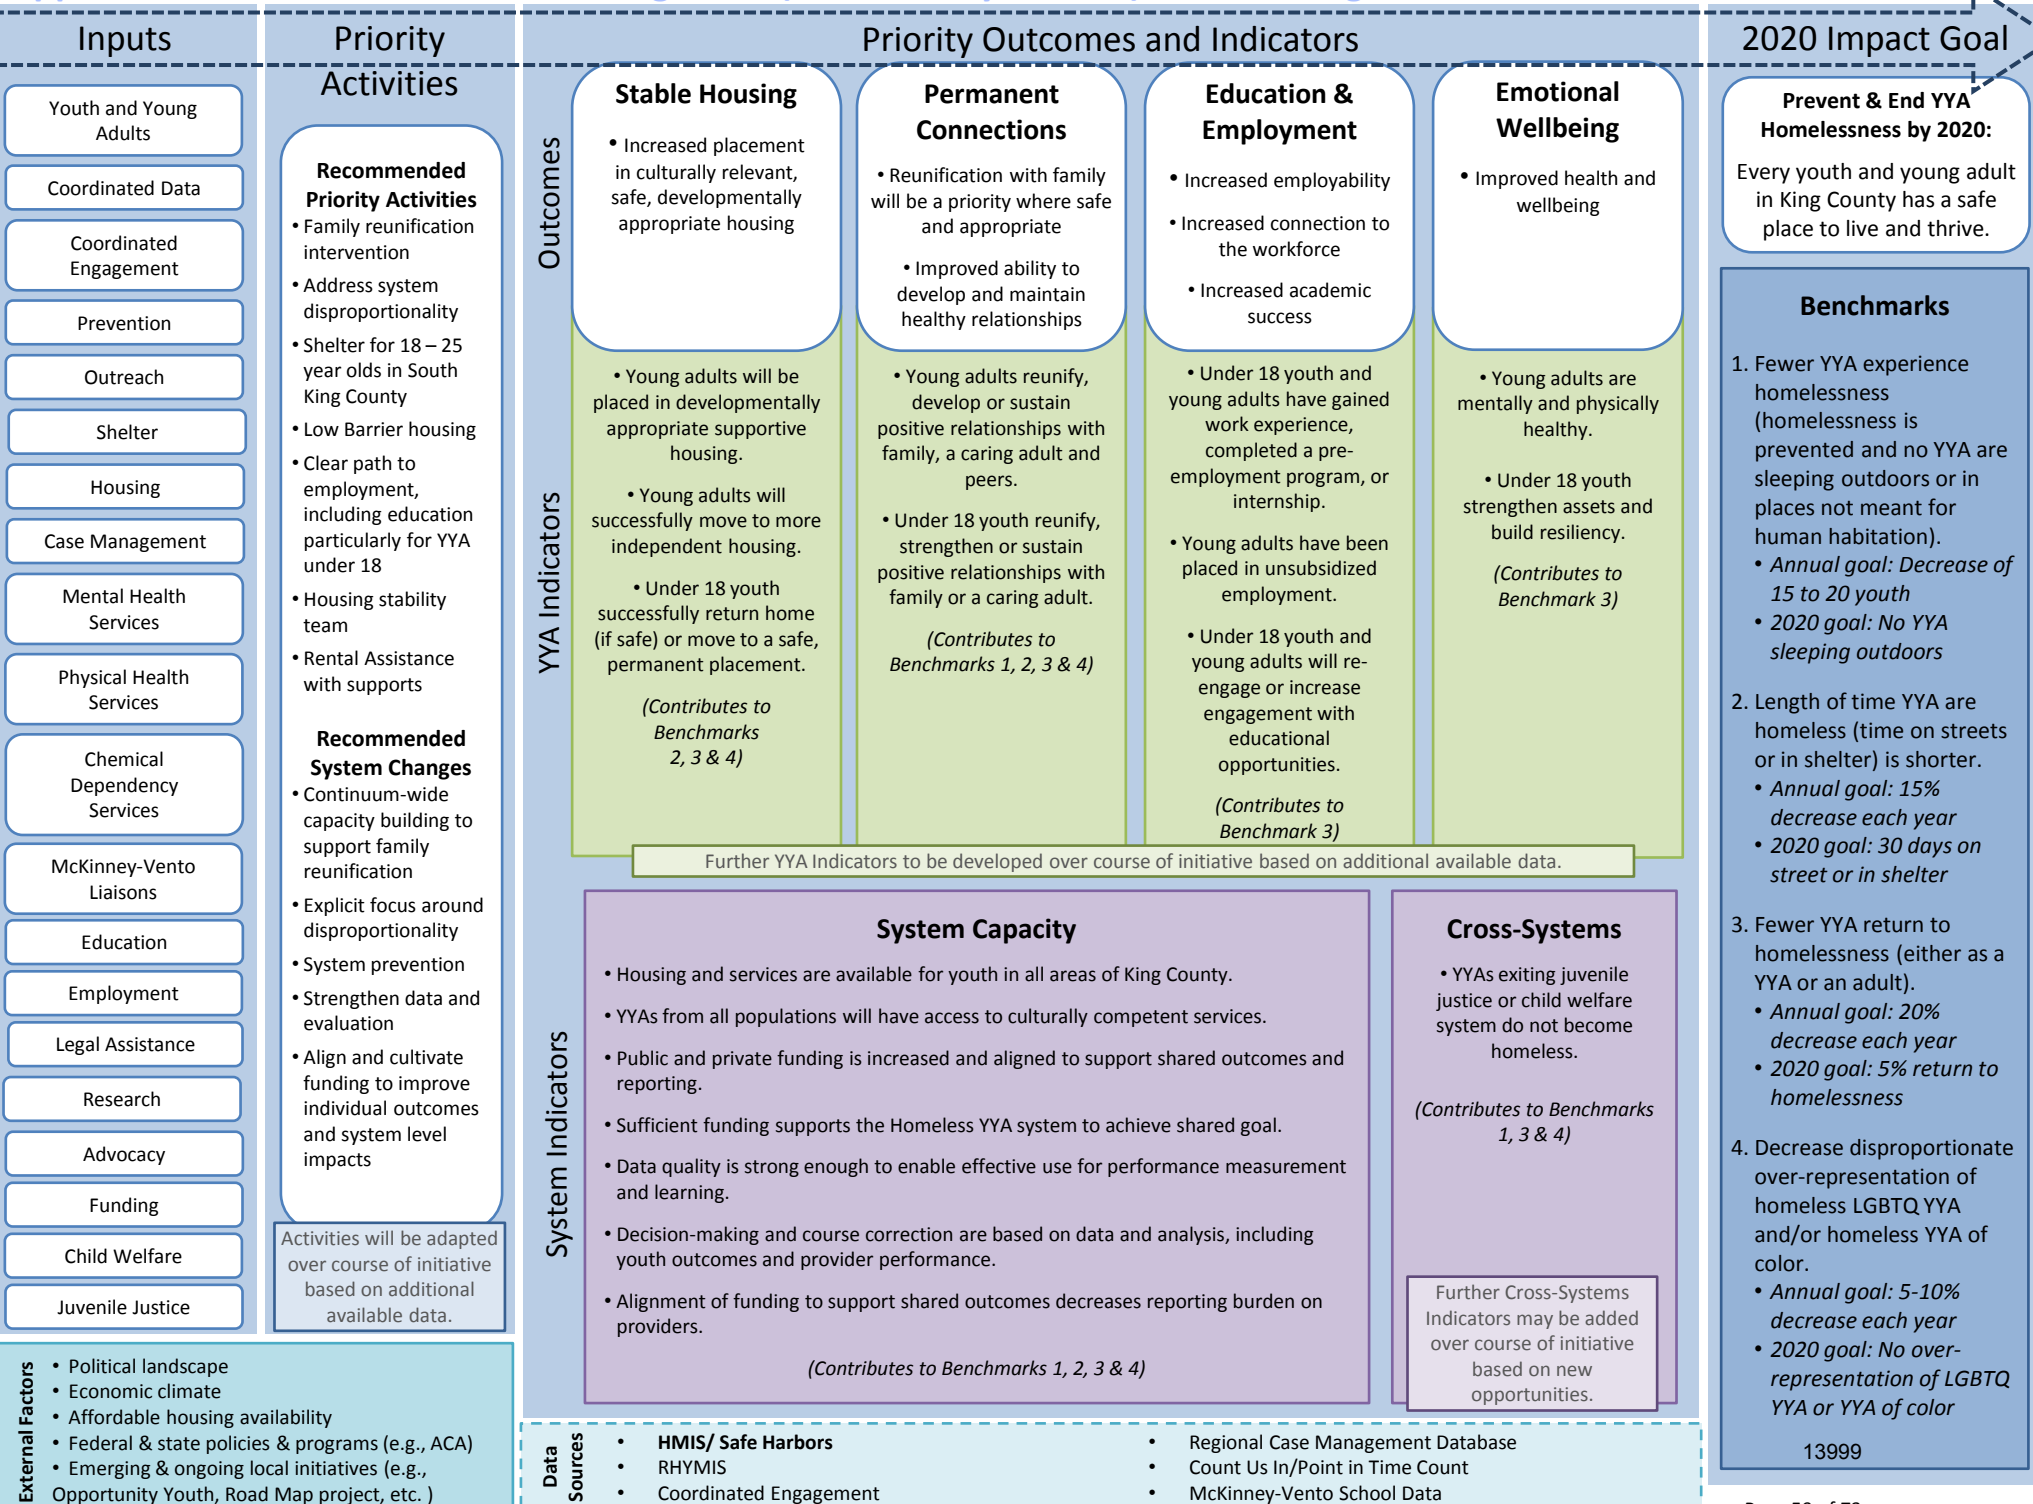 Inputs
Youth and Young
Adults
Coordinated Data
Coordinated
Engagement
Prevention
Outreach
Shelter
Housing
Case Management
Mental Health
Services
Physical Health
Services
Chemical
Dependency
Services
McKinney-Vento
Liaisons
Education
Employment
Legal Assistance
Research
Advocacy
Funding
Child Welfare
Juvenile Justice
Priority
Activities
Recommended
Priority Activities
• Family reunification
intervention
• Address system
disproportionality
• Shelter for 18 – 25
year olds in South
King County
• Low Barrier housing
• Clear path to
employment,
including education
particularly for YYA
under 18
• Housing stability
team
• Rental Assistance
with supports
Recommended
System Changes
• Continuum-wide
capacity building to
support family
reunification
• Explicit focus around
disproportionality
• System prevention
• Strengthen data and
evaluation
• Align and cultivate
funding to improve
individual outcomes
and system level
impacts
Activities will be adapted
over course of initiative
based on additional
available data.
Priority Outcomes and Indicators
Outcomes
Stable Housing
• Increased placement
in culturally relevant,
safe, developmentally
appropriate housing
Permanent
Connections
• Reunification with family
will be a priority where safe
and appropriate
• Improved ability to
develop and maintain
healthy relationships
Education &
Employment
• Increased employability
• Increased connection to
the workforce
• Increased academic
success
Emotional
Wellbeing
• Improved health and
wellbeing
YYA Indicators
• Young adults will be
placed in developmentally
appropriate supportive
housing.
• Young adults will
successfully move to more
independent housing.
• Under 18 youth
successfully return home
(if safe) or move to a safe,
permanent placement.
(Contributes to
Benchmarks
2, 3 & 4)
• Young adults reunify,
develop or sustain
positive relationships with
family, a caring adult and
peers.
• Under 18 youth reunify,
strengthen or sustain
positive relationships with
family or a caring adult.
(Contributes to
Benchmarks 1, 2, 3 & 4)
• Under 18 youth and
young adults have gained
work experience,
completed a pre-
employment program, or
internship.
• Young adults have been
placed in unsubsidized
employment.
• Under 18 youth and
young adults will re-
engage or increase
engagement with
educational
opportunities.
(Contributes to
Benchmark 3)
• Young adults are
mentally and physically
healthy.
• Under 18 youth
strengthen assets and
build resiliency.
(Contributes to
Benchmark 3)
Further YYA Indicators to be developed over course of initiative based on additional available data.
System Indicators
System Capacity
• Housing and services are available for youth in all areas of King County.
• YYAs from all populations will have access to culturally competent services.
• Public and private funding is increased and aligned to support shared outcomes and
reporting.
• Sufficient funding supports the Homeless YYA system to achieve shared goal.
• Data quality is strong enough to enable effective use for performance measurement
and learning.
• Decision-making and course correction are based on data and analysis, including
youth outcomes and provider performance.
• Alignment of funding to support shared outcomes decreases reporting burden on
providers.
(Contributes to Benchmarks 1, 2, 3 & 4)
Cross-Systems
• YYAs exiting juvenile
justice or child welfare
system do not become
homeless.
(Contributes to Benchmarks
1, 3 & 4)
Further Cross-Systems
Indicators may be added
over course of initiative
based on new
opportunities.
2020 Impact Goal
Prevent & End YYA
Homelessness by 2020:
Every youth and young adult
in King County has a safe
place to live and thrive.
Benchmarks
1. Fewer YYA experience
homelessness
(homelessness is
prevented and no YYA are
sleeping outdoors or in
places not meant for
human habitation).
• Annual goal: Decrease of
15 to 20 youth
• 2020 goal: No YYA
sleeping outdoors
2. Length of time YYA are
homeless (time on streets
or in shelter) is shorter.
• Annual goal: 15%
decrease each year
• 2020 goal: 30 days on
street or in shelter
3. Fewer YYA return to
homelessness (either as a
YYA or an adult).
• Annual goal: 20%
decrease each year
• 2020 goal: 5% return to
homelessness
4. Decrease disproportionate
over-representation of
homeless LGBTQ YYA
and/or homeless YYA of
color.
• Annual goal: 5-10%
decrease each year
• 2020 goal: No over-
representation of LGBTQ
YYA or YYA of color
13999
External Factors
• Political landscape
• Economic climate
• Affordable housing availability
• Federal & state policies & programs (e.g., ACA)
• Emerging & ongoing local initiatives (e.g.,
Opportunity Youth, Road Map project, etc. )
Data
Sources
• HMIS/ Safe Harbors
• RHYMIS
• Coordinated Engagement
• Regional Case Management Database
• Count Us In/Point in Time Count
• McKinney-Vento School Data